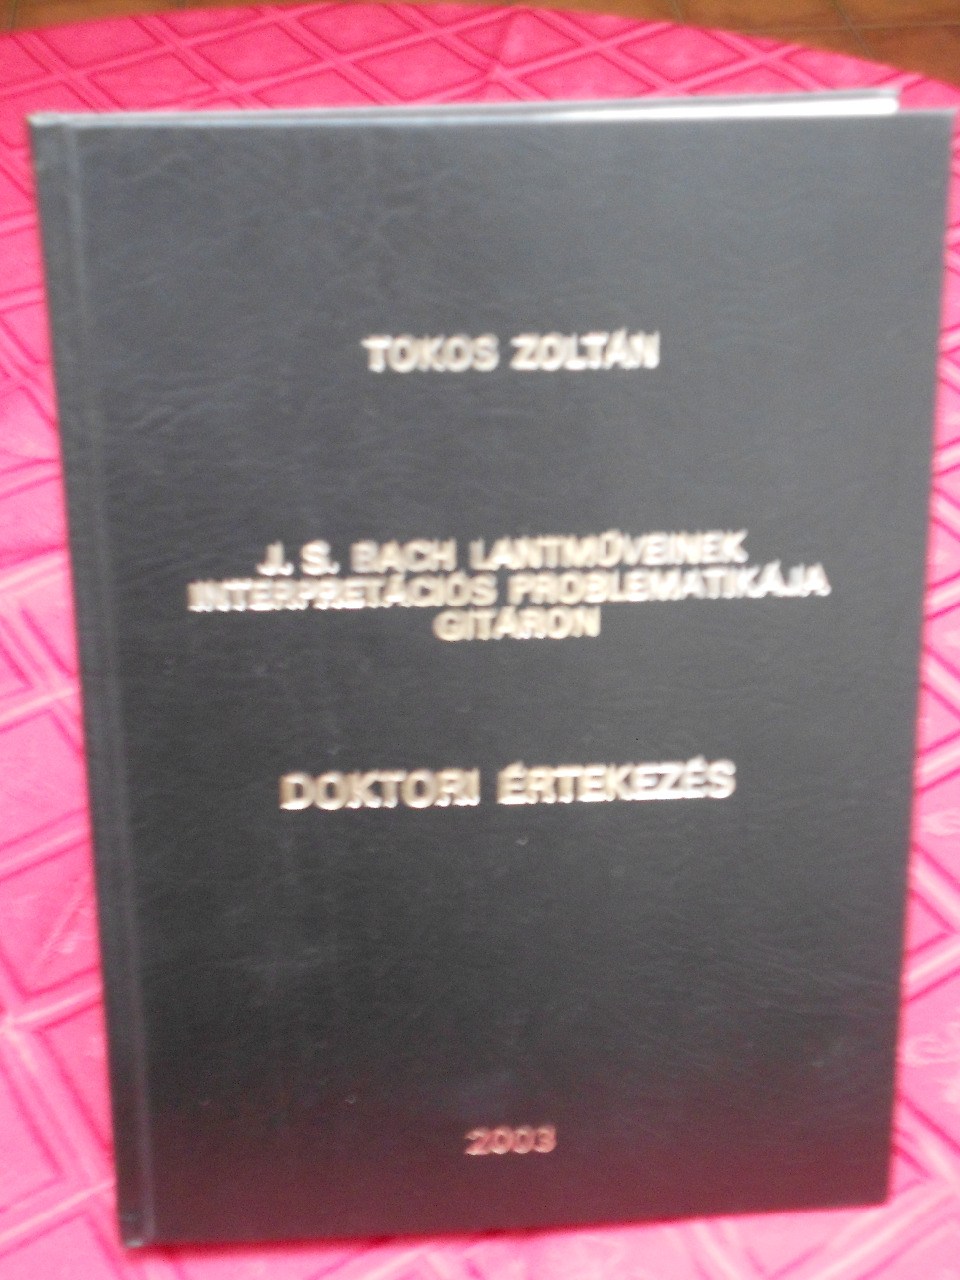 TOKOS ZOLTÁN
J. S. BACH LANTMŰVEINEK
INTERPRETÁCIÓS PROBLEMATIKÁJA
GITÁRON
DOKTORI ÉRTEKEZÉS
2003